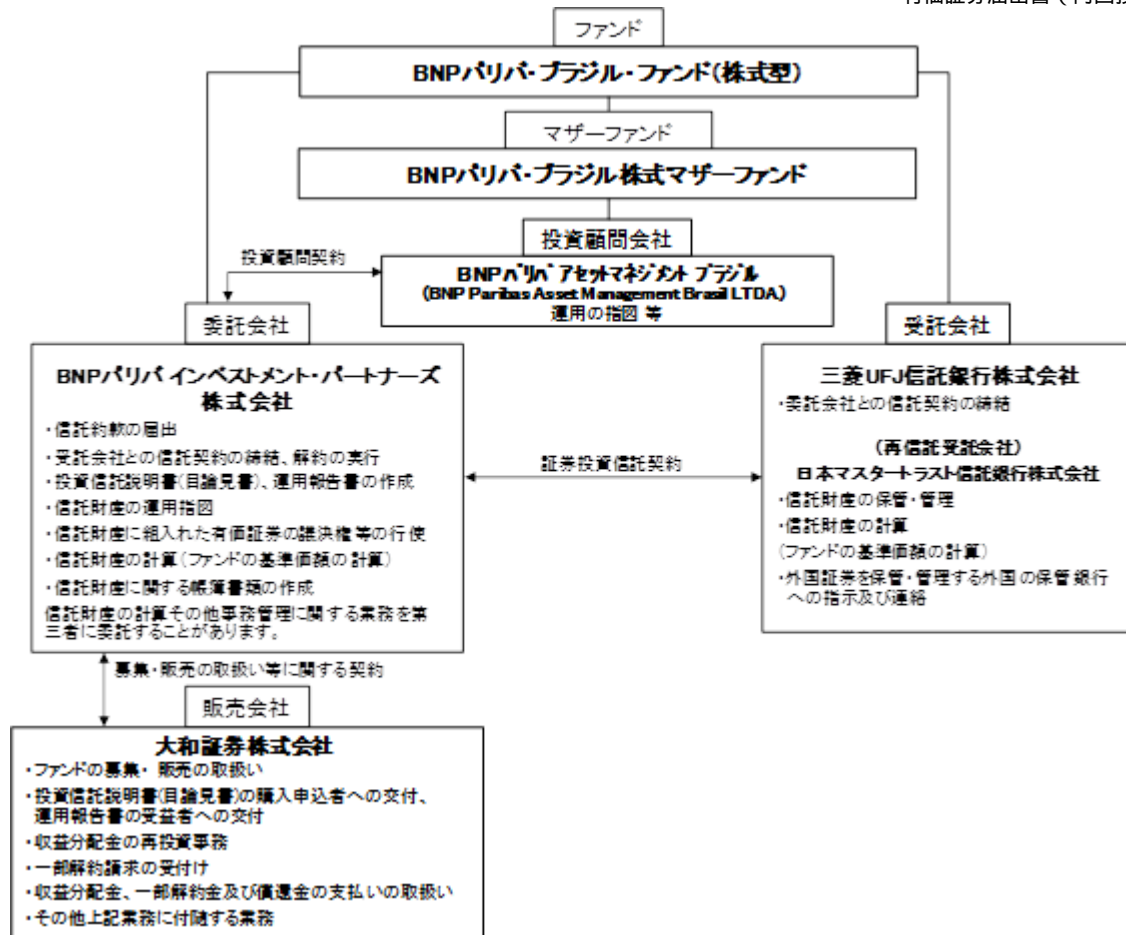 ファンド
BNPパリバ・ブラジル・ファンド(株式型)
マザーファンド
BNPパリバ・ブラジル株式マザーファンド
投資顧問会社
投資顧問契約
BNPパリバ アセットマネジメント ブラジル
(BNP Paribas Asset Management Brasil LTDA.)
運用の指図 等
委託会社
受託会社
BNPパリバ インベストメント・パートナーズ
株式会社
・信託約款の届出
・受託会社との信託契約の締結、解約の実行
・投資信託説明書(目論見書)、運用報告書の作成
・信託財産の運用指図
・信託財産に組入れた有価証券の議決権等の行使
・信託財産の計算(ファンドの基準価額の計算)
・信託財産に関する帳簿書類の作成
信託財産の計算その他事務管理に関する業務を第
三者に委託することがあります。
証券投資信託契約
三菱UFJ信託銀行株式会社
・委託会社との信託契約の締結
(再信託受託会社)
日本マスタートラスト信託銀行株式会社
・信託財産の保管・管理
・信託財産の計算
(ファンドの基準価額の計算)
・外国証券を保管・管理する外国の保管銀行
への指示及び連絡
募集・販売の取扱い等に関する契約
販売会社
大和証券株式会社
・ファンドの募集・ 販売の取扱い
・投資信託説明書(目論見書)の購入申込者への交付、
運用報告書の受益者への交付
・収益分配金の再投資事務
・一部解約請求の受付け
・収益分配金、一部解約金及び償還金の支払いの取扱い
・その他上記業務に付随する業務